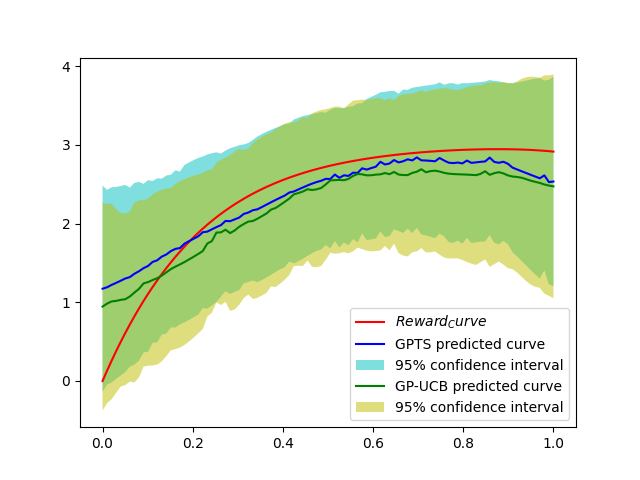 4
3
2
1
0
Reward_Curve
GPTS predicted curve
95% confidence interval
GP-UCB predicted curve
95% confidence interval
0.0 0.2 0.4 0.6 0.8 1.0